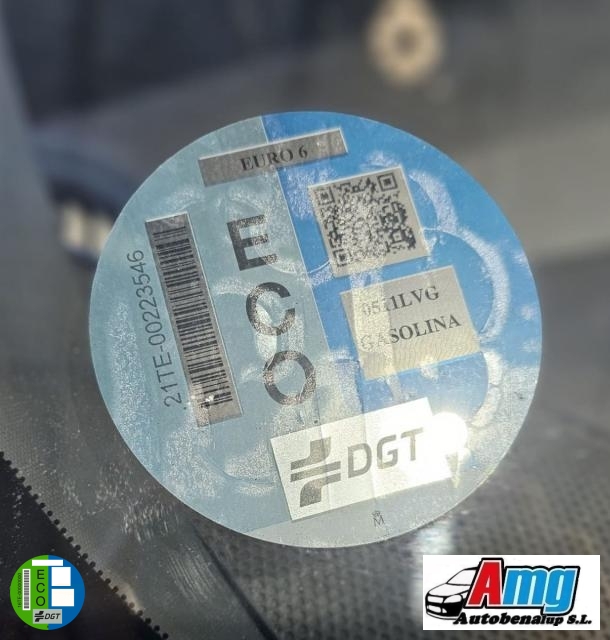 EURO 6
21TE-00223546
ECO
GASOLINA
DGT
M
ECO
DGT
Amg
Autobenalup S.L.